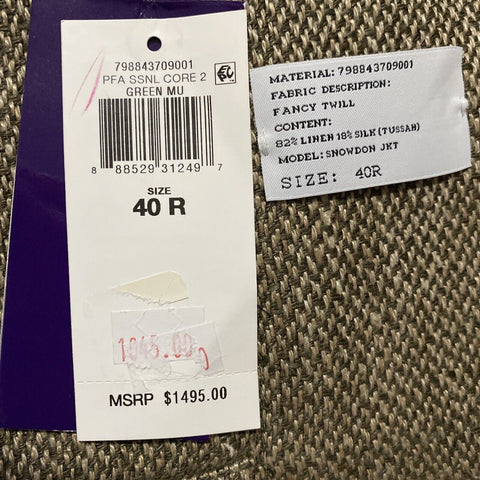 798843709001
PFA SSNL CORE 2
GREEN MU
8 88529 31249 7
SIZE
40 R
1045.00
MSRP $1495.00
MATERIAL: 798843709001
FABRIC DESCRIPTION:
FANCY TWILL
CONTENT:
82% LINEN 18% SILK (TUSSAH)
MODEL: SNOWDON JKT
SIZE: 40R